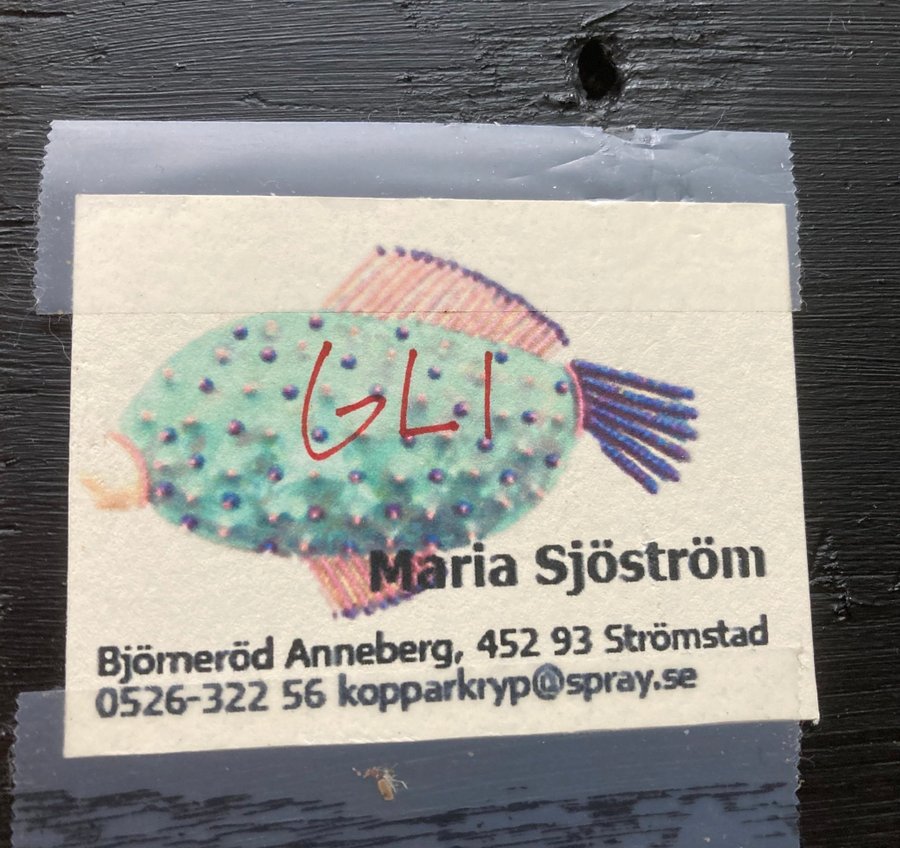 GLI
Maria Sjöström
Björneröd Anneberg, 452 93 Strömstad
0526-322 56 kopparkryp@spray.se